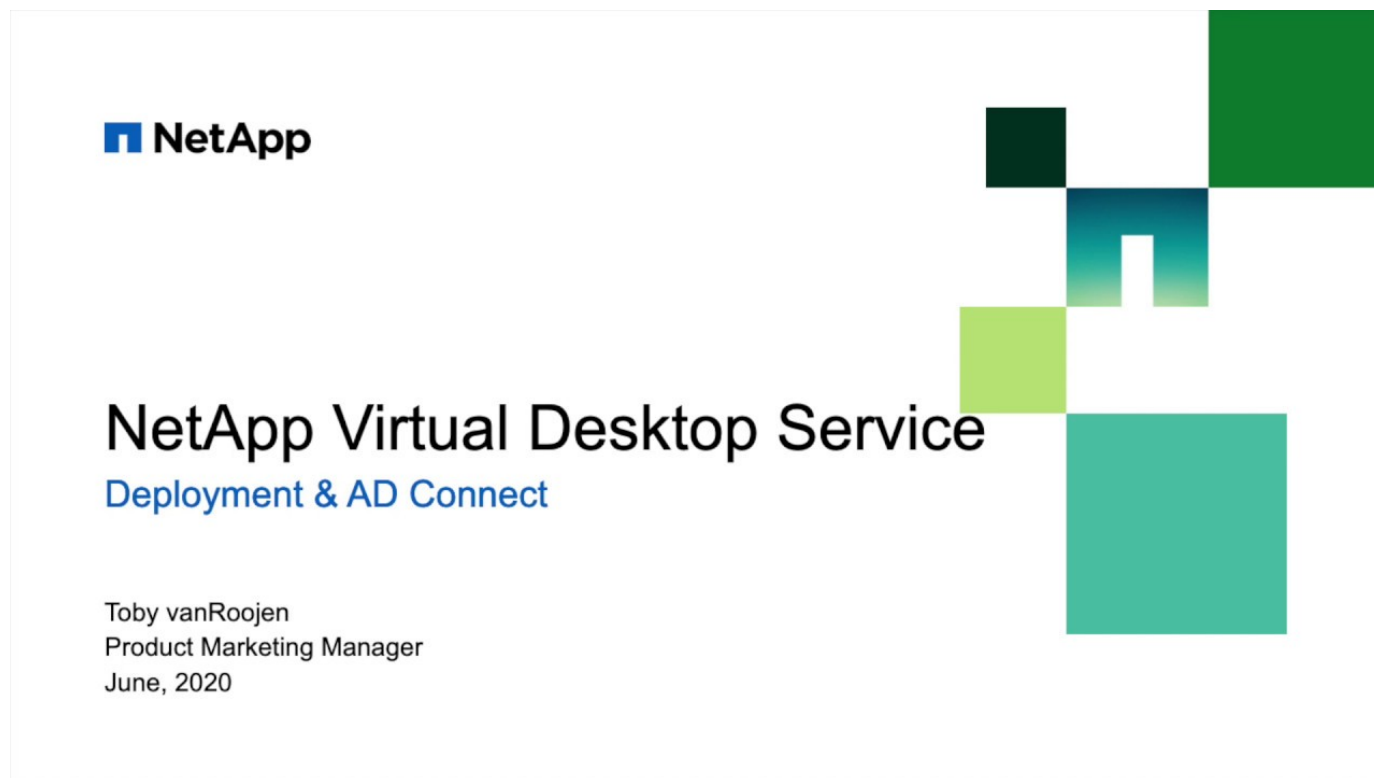 NetApp
NetApp Virtual Desktop Service
Deployment & AD Connect
Toby vanRoojen
Product Marketing Manager
June, 2020